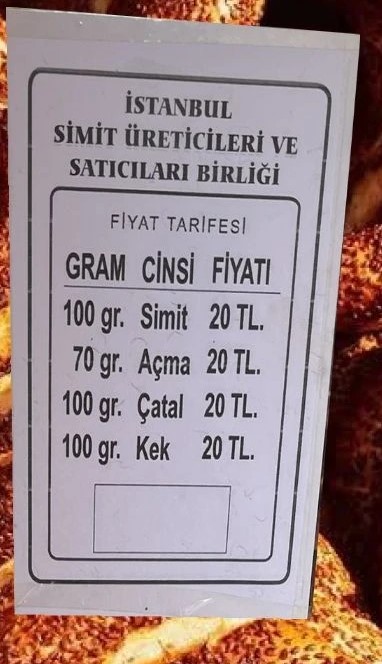 İSTANBUL
SİMİT ÜRETİCİLERİ VE
SATICILARI BİRLİĞİ
FİYAT TARİFESİ
GRAM CİNSİ FİYATI
100 gr. Simit 20 TL.
70 gr. Açma 20 TL.
100 gr. Çatal 20 TL.
100 gr. Kek 20 TL.